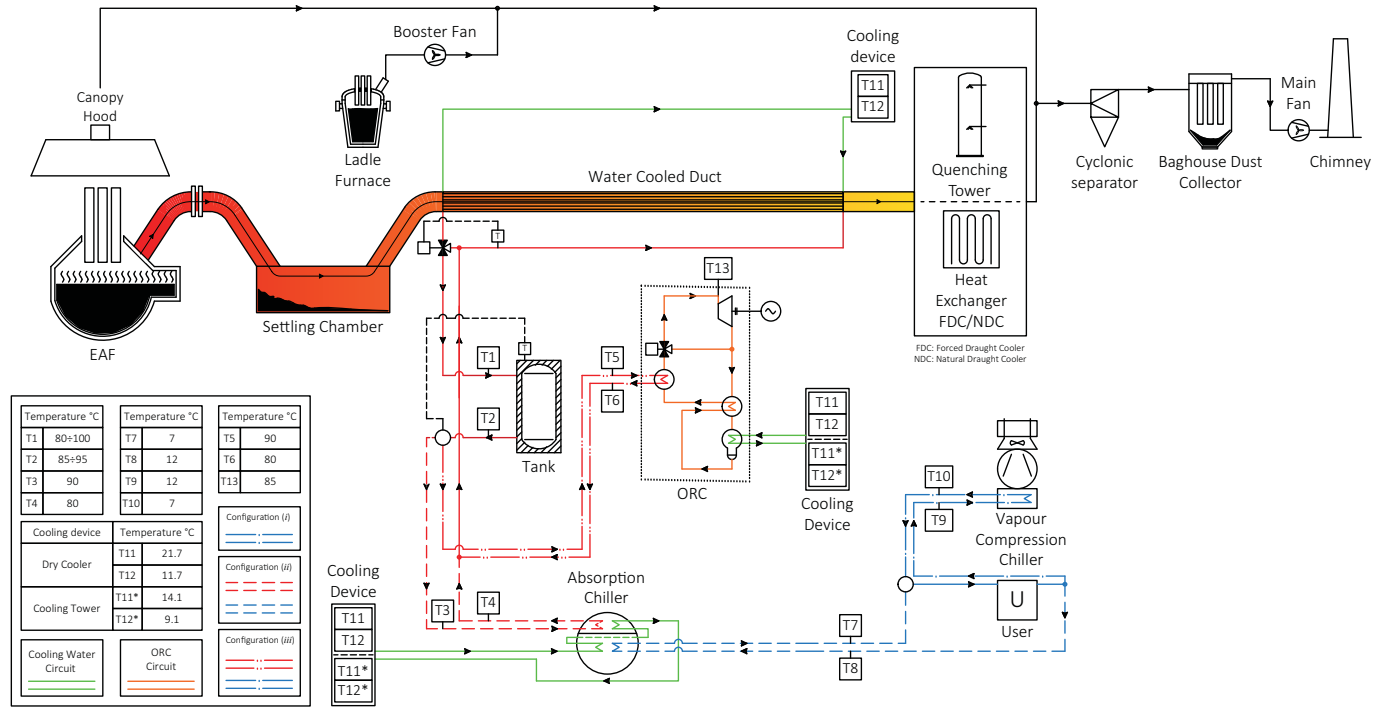 Booster Fan
Cooling
device
T11
T12
Canopy
Hood
Ladle
Furnace
Water Cooled Duct
Quenching
Tower
Cyclonic
separator
Baghouse Dust
Collector
Main
Fan
Chimney
T
T13
Heat
Exchanger
FDC/NDC
Settling Chamber
EAF
FDC: Forced Draught Cooler
NDC: Natural Draught Cooler
T
T1
T5
T6
T2
Tank
ORC
T11
T12
T11*
T12*
Cooling
Device
T10
T9
Vapour
Compression
Chiller
U
User
Temperature °C
T1 80÷100
T2 85÷95
T3 90
T4 80
Temperature °C
T7 7
T8 12
T9 12
T10 7
Temperature °C
T5 90
T6 80
T13 85
Cooling device Temperature °C
Dry Cooler
T11 21.7
T12 11.7
Cooling Tower
T11* 14.1
T12* 9.1
Configuration (i)
Configuration (ii)
Configuration (iii)
Cooling Water
Circuit
ORC
Circuit
Cooling
Device
T11
T12
T11*
T12*
T3
T4
Absorption
Chiller
T7
T8